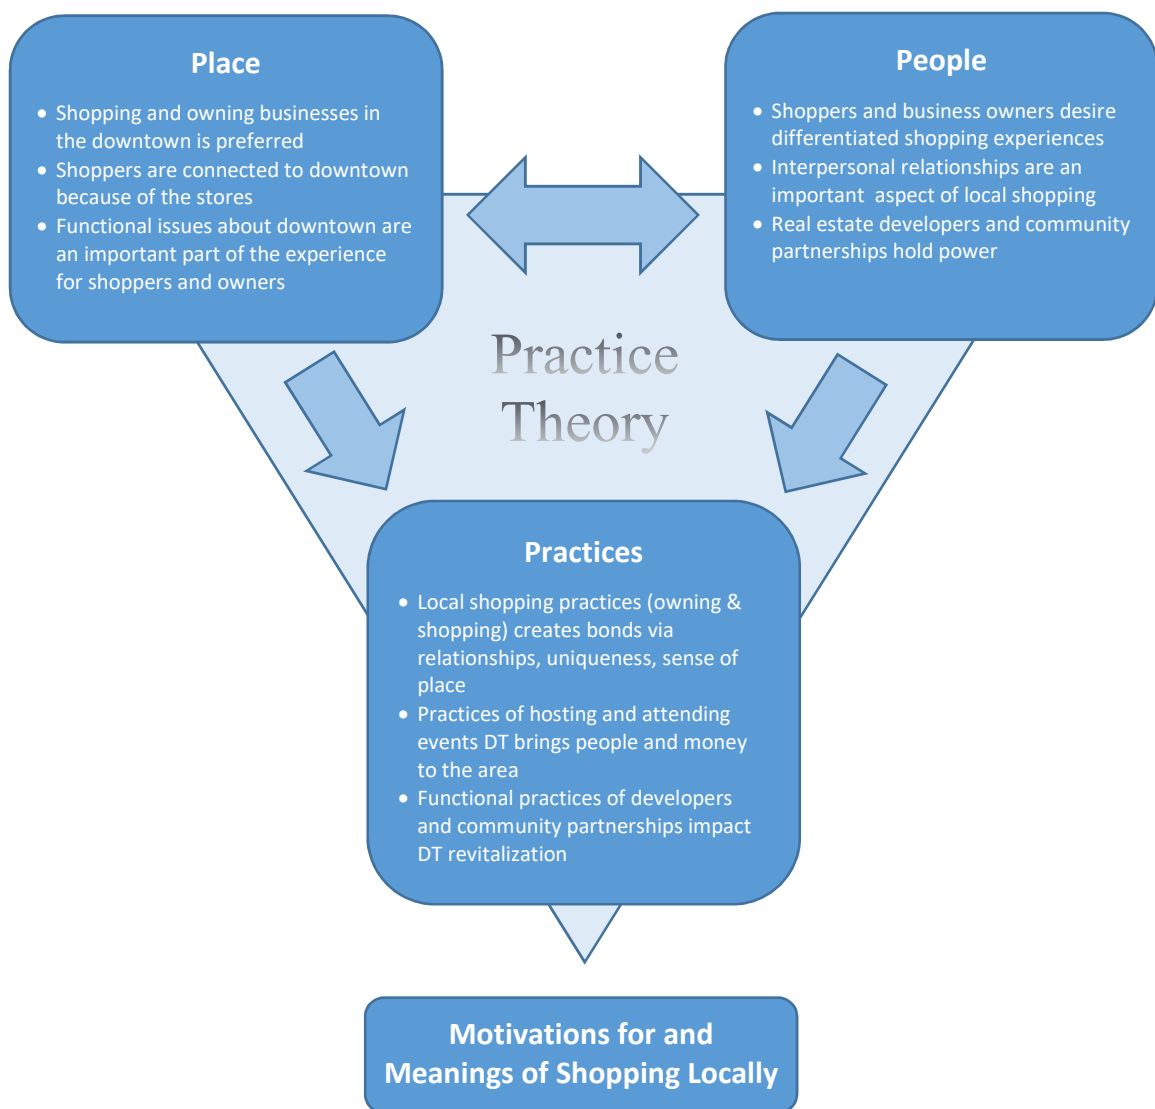 Place
• Shopping and owning businesses in
the downtown is preferred
• Shoppers are connected to downtown
because of the stores
• Functional issues about downtown are
an important part of the experience
for shoppers and owners
People
• Shoppers and business owners desire
differentiated shopping experiences
• Interpersonal relationships are an
important aspect of local shopping
• Real estate developers and community
partnerships hold power
Practice
Theory
Practices
• Local shopping practices (owning &
shopping) creates bonds via
relationships, uniqueness, sense of
place
• Practices of hosting and attending
events DT brings people and money
to the area
• Functional practices of developers
and community partnerships impact
DT revitalization
Motivations for and
Meanings of Shopping Locally